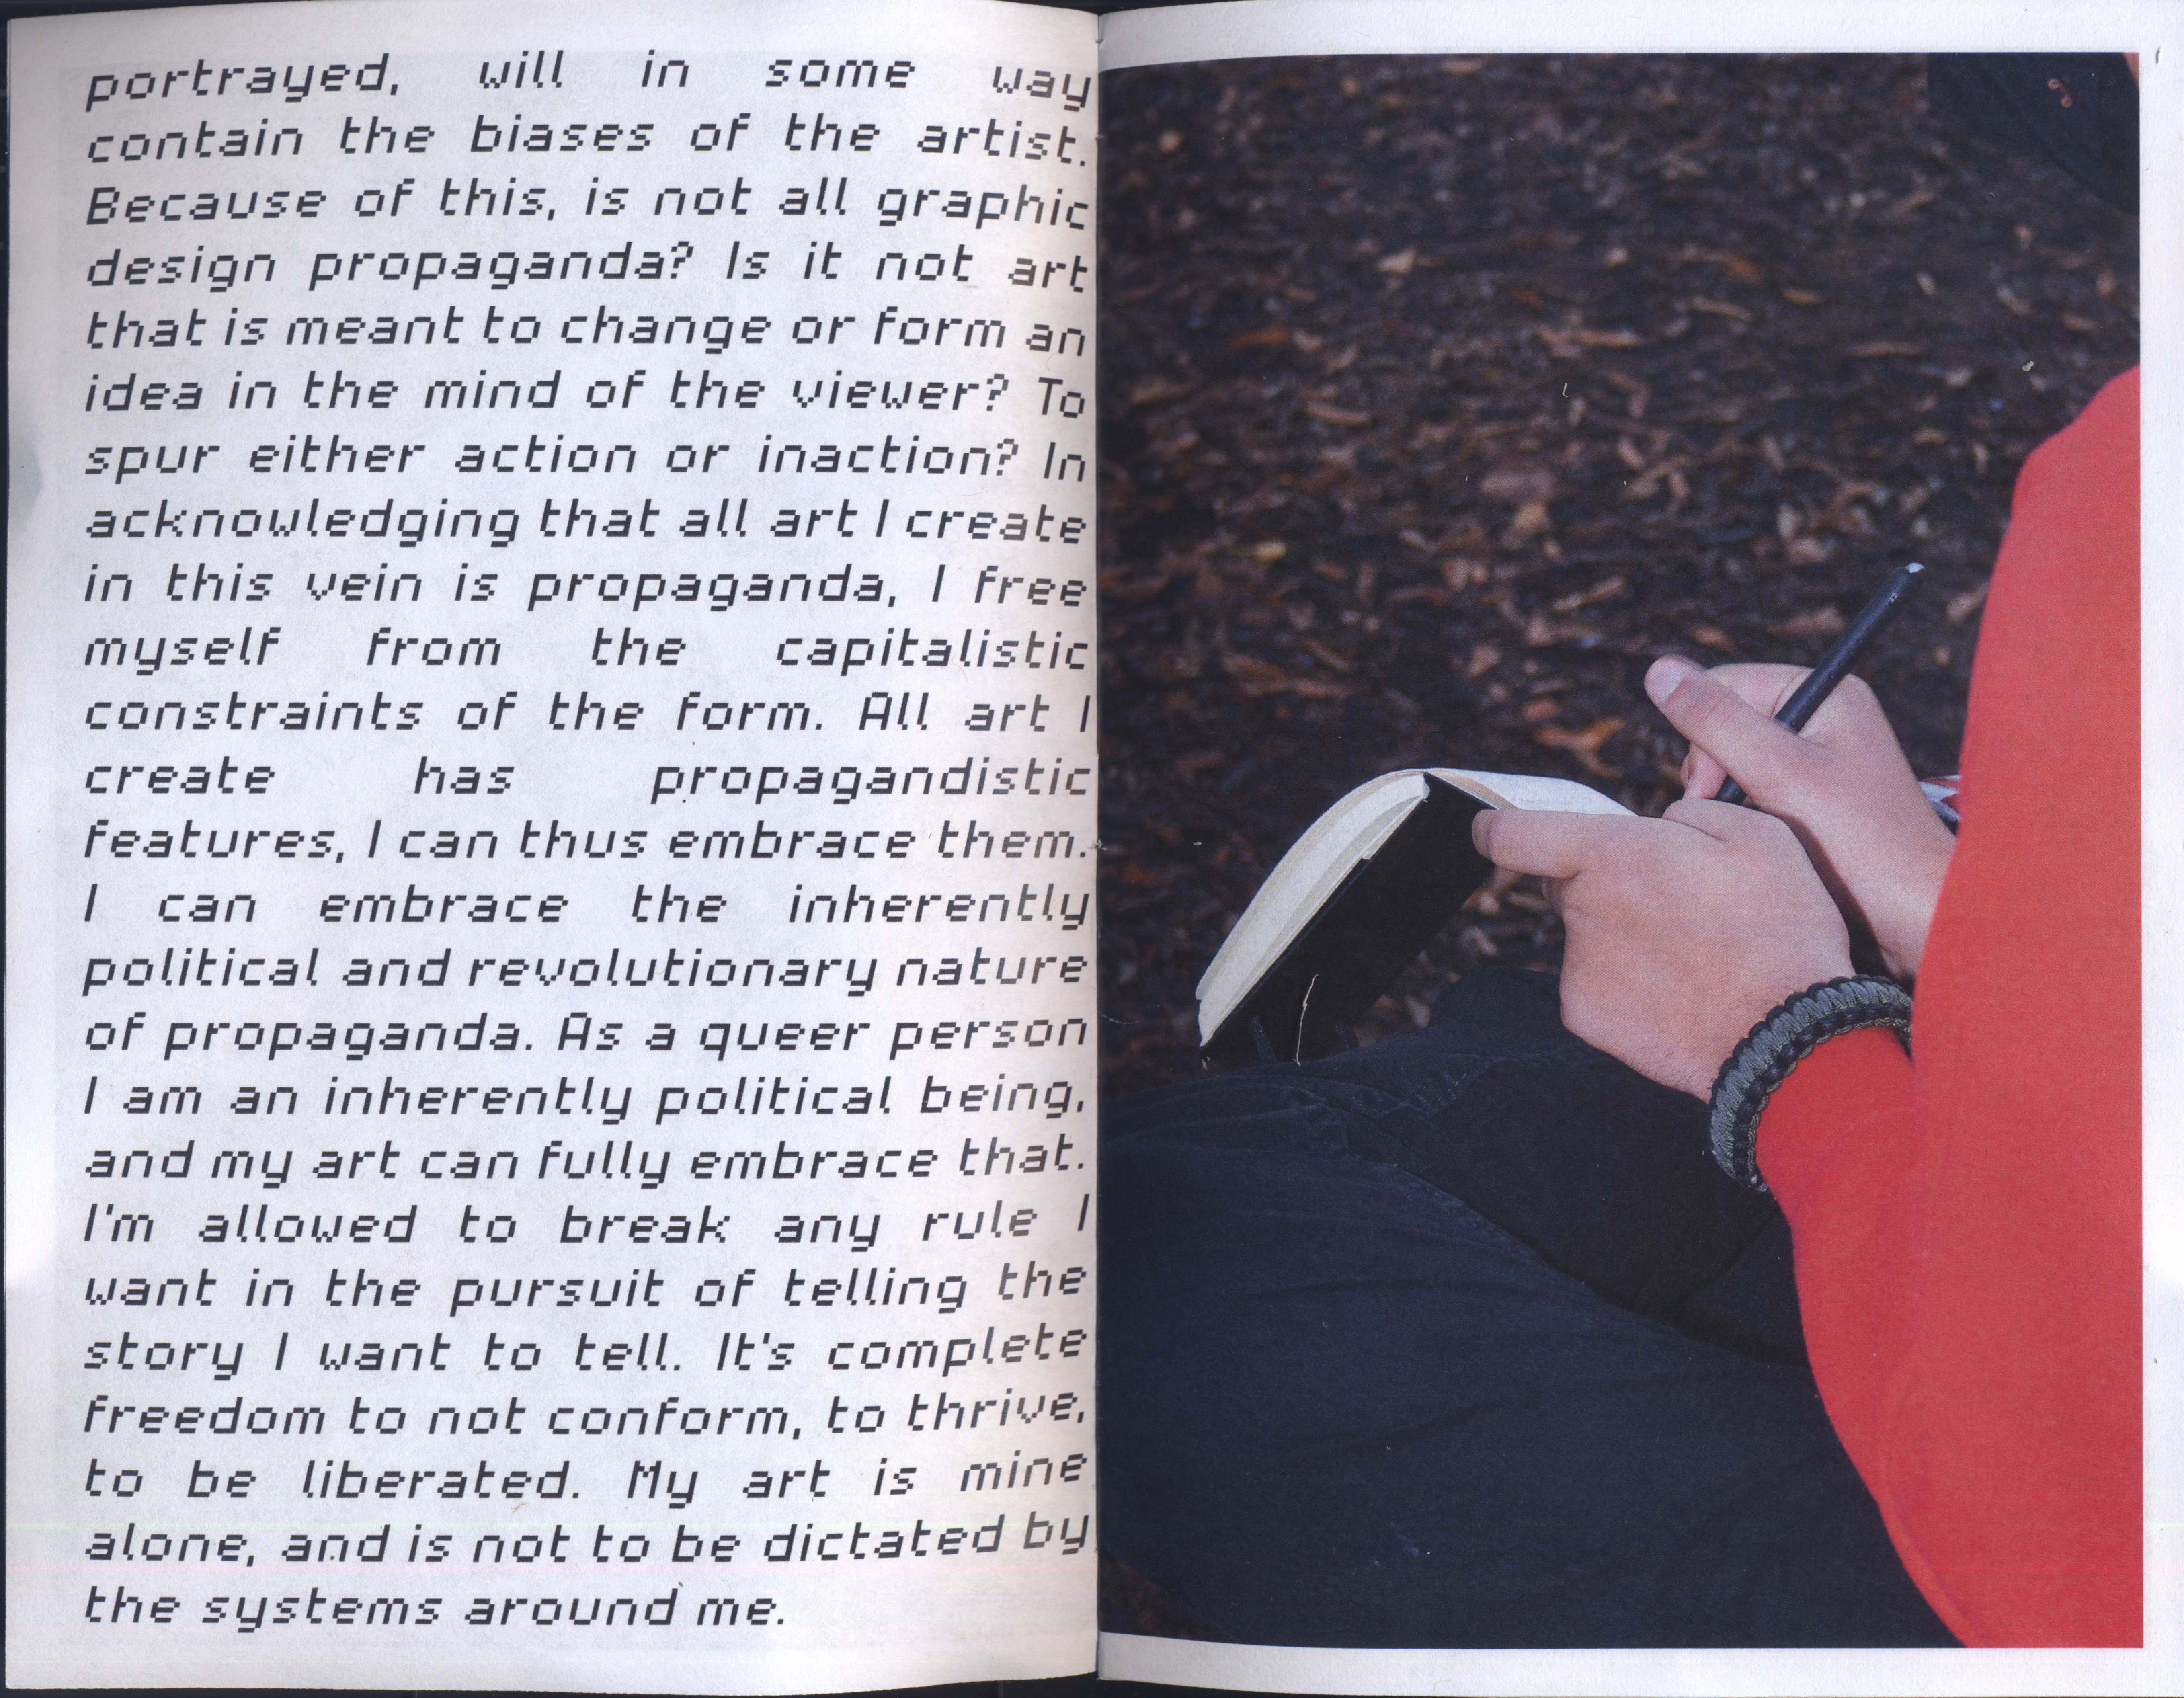 portrayed, will in some way
contain the biases of the artist.
Because of this, is not all graphic
design propaganda? Is it not art
that is meant to change or form an
idea in the mind of the viewer? To
spur either action or inaction? In
acknowledging that all art I create
in this vein is propaganda, I free
myself from the capitalistic
constraints of the form. All art I
create has propagandistic
features, I can thus embrace them.
I can embrace the inherently
political and revolutionary nature
of propaganda. As a queer person
I am an inherently political being,
and my art can fully embrace that.
I'm allowed to break any rule I
want in the pursuit of telling the
story I want to tell. It's complete
freedom to not conform, to thrive,
to be liberated. My art is mine
alone, and is not to be dictated by
the systems around me.